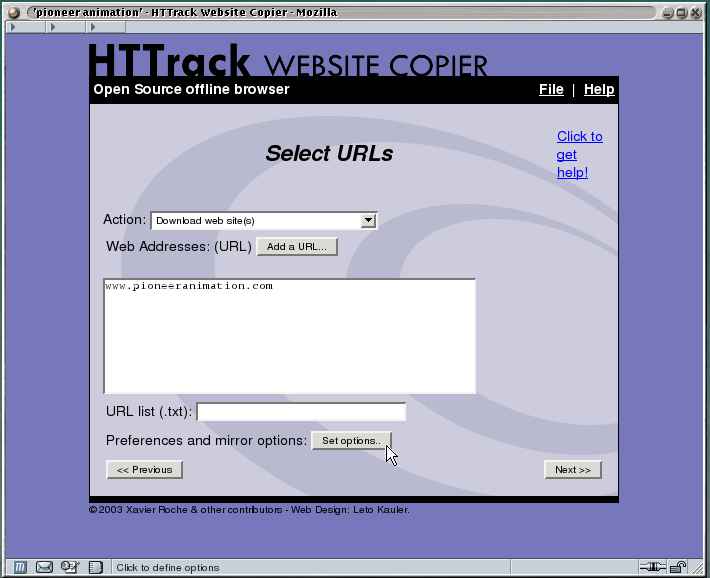 'pioneer animation' - HTTrack Website Copier - Mozilla
HTTrack WEBSITE COPIER
Open Source offline browser File | Help
Select URLs
Click to
get
help!
Action: Download web site(s)
Web Addresses: (URL) Add a URL...
www.pioneeranimation.com
URL list (.txt):
Preferences and mirror options: Set options..
<< Previous Next >>
© 2003 Xavier Roche & other contributors - Web Design: Leto Kauler.
Click to define options